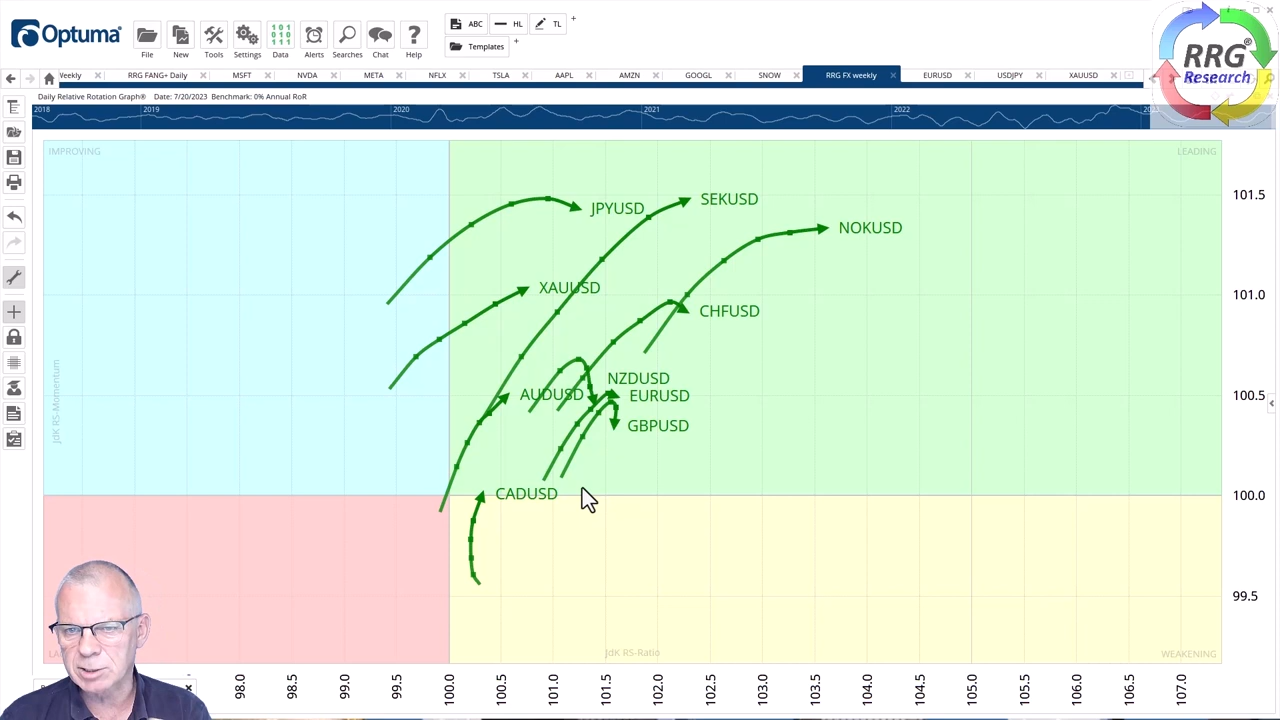 Optuma
File
New
Tools
Settings
Data
Alerts
Searches
Chat
Help
ABC
HL
TL
Templates
RRG®
Research
Weekly
RRG FANG+ Daily
MSFT
NVDA
META
NFLX
TSLA
AAPL
AMZN
GOOGL
SNOW
RRG FX weekly
EURUSD
USDJPY
XAUUSD
Daily Relative Rotation Graph® Date: 7/20/2023 Benchmark: 0% Annual RoR
2018
2019
2020
2021
2022
IMPROVING
LEADING
JPYUSD
SEKUSD
NOKUSD
XAUUSD
CHFUSD
NZDUSD
AUDUSD
EURUSD
GBPUSD
CADUSD
JdK RS-Momentum
101.5
101.0
100.5
100.0
99.5
JdK RS-Ratio
WEAKENING
98.0
98.5
99.0
99.5
100.0
100.5
101.0
101.5
102.0
102.5
103.0
103.5
104.0
104.5
105.0
105.5
106.0
106.5
107.0